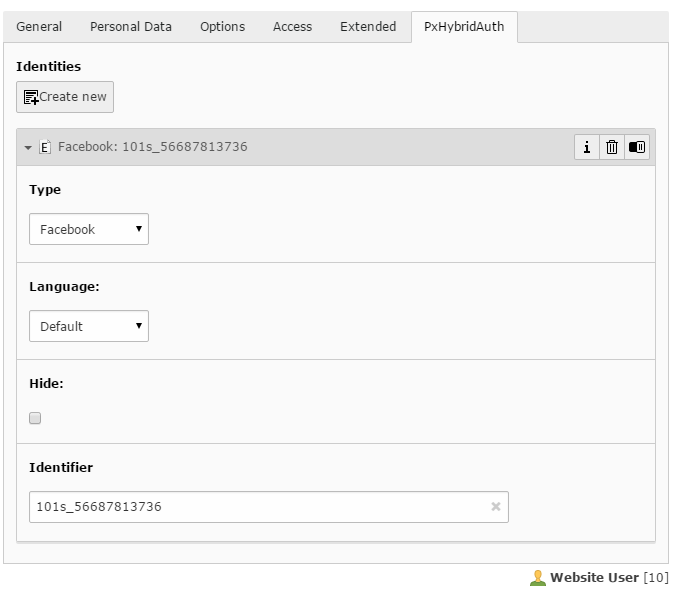 General Personal Data Options Access Extended PxHybridAuth
Identities
Create new
E Facebook: 101s_56687813736
Type
Facebook
Language:
Default
Hide:
Identifier
101s_56687813736
Website User [10]